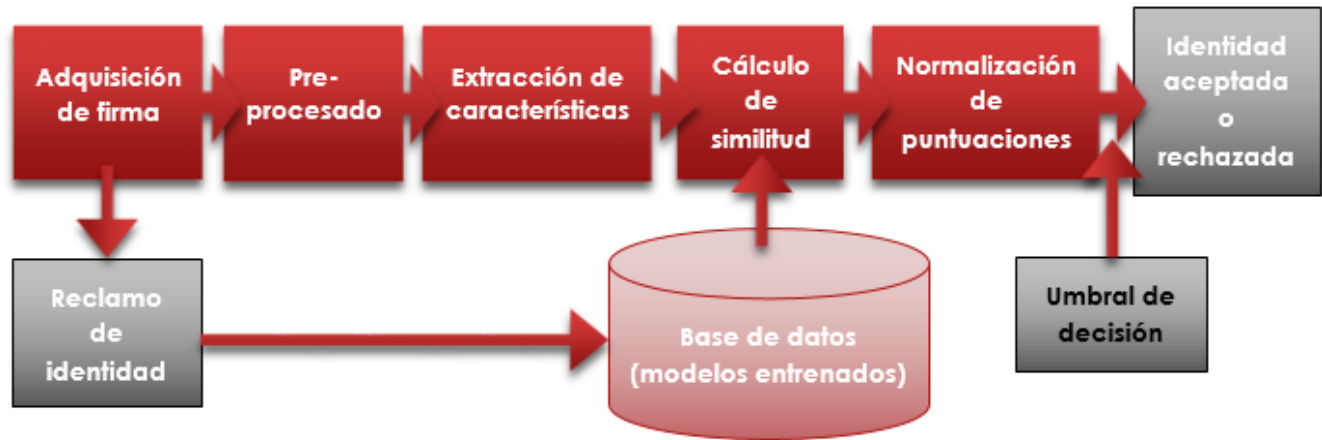 Adquisición
de firma
Pre-
procesado
Extracción de
características
Cálculo
de
similitud
Normalización
de
puntuaciones
Identidad
aceptada
o
rechazada
Reclamo
de
identidad
Base de datos
(modelos entrenados)
Umbral de
decisión